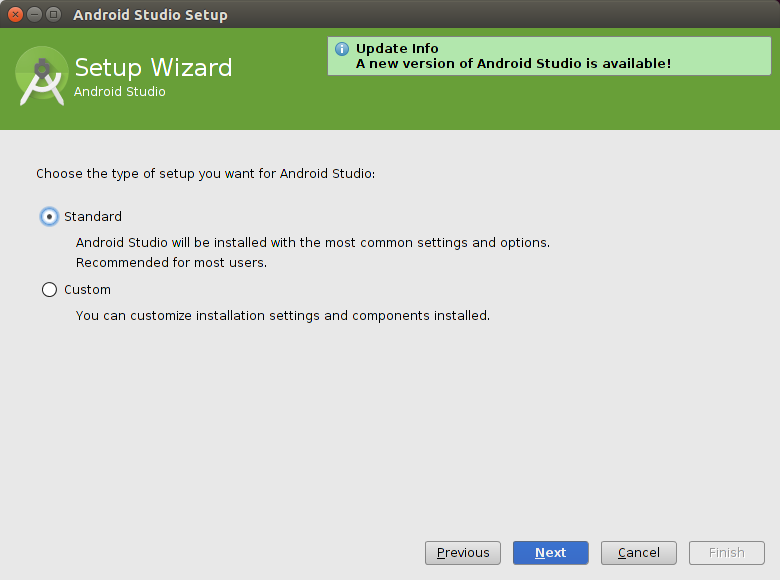 Android Studio Setup
Setup Wizard
Android Studio
Update Info
A new version of Android Studio is available!
Choose the type of setup you want for Android Studio:
Standard
Android Studio will be installed with the most common settings and options.
Recommended for most users.
Custom
You can customize installation settings and components installed.
Previous
Next
Cancel
Finish